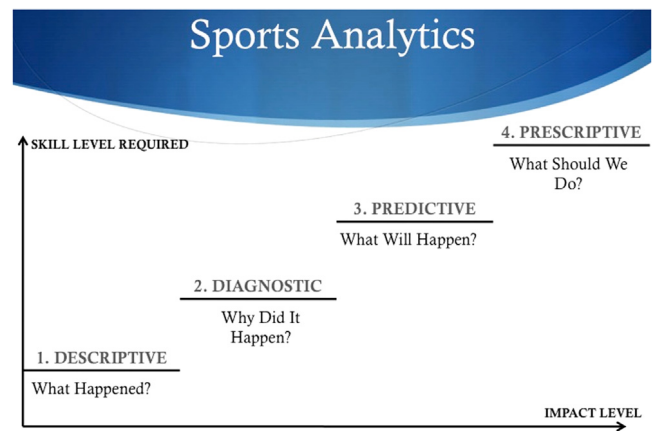 Sports Analytics
SKILL LEVEL REQUIRED
4. PRESCRIPTIVE
What Should We
Do?
3. PREDICTIVE
What Will Happen?
2. DIAGNOSTIC
Why Did It
Happen?
1. DESCRIPTIVE
What Happened?
IMPACT LEVEL